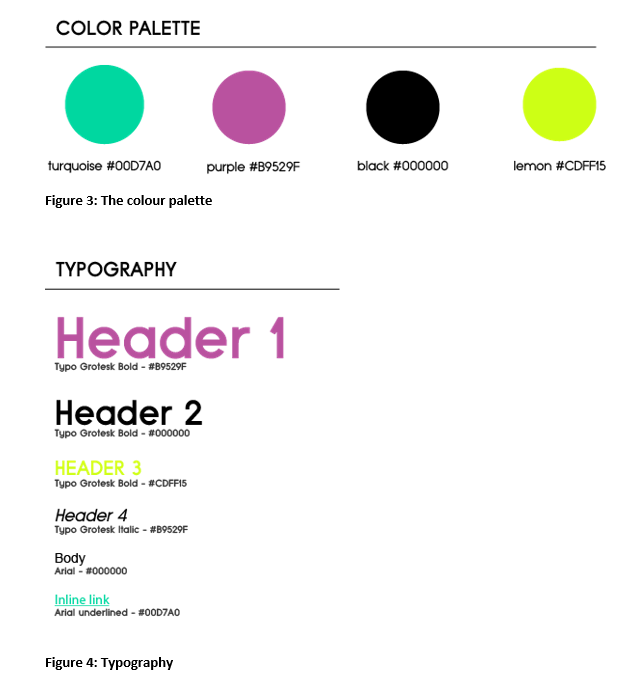 COLOR PALETTE
turquoise #00D7A0
purple #B9529F
black #000000
lemon #CDFF15
Figure 3: The colour palette
TYPOGRAPHY
Header 1
Typo Grotesk Bold - #B9529F
Header 2
Typo Grotesk Bold - #000000
HEADER 3
Typo Grotesk Bold - #CDFF15
Header 4
Typo Grotesk Italic - #B9529F
Body
Arial - #000000
Inline link
Arial underlined - #00D7A0
Figure 4: Typography